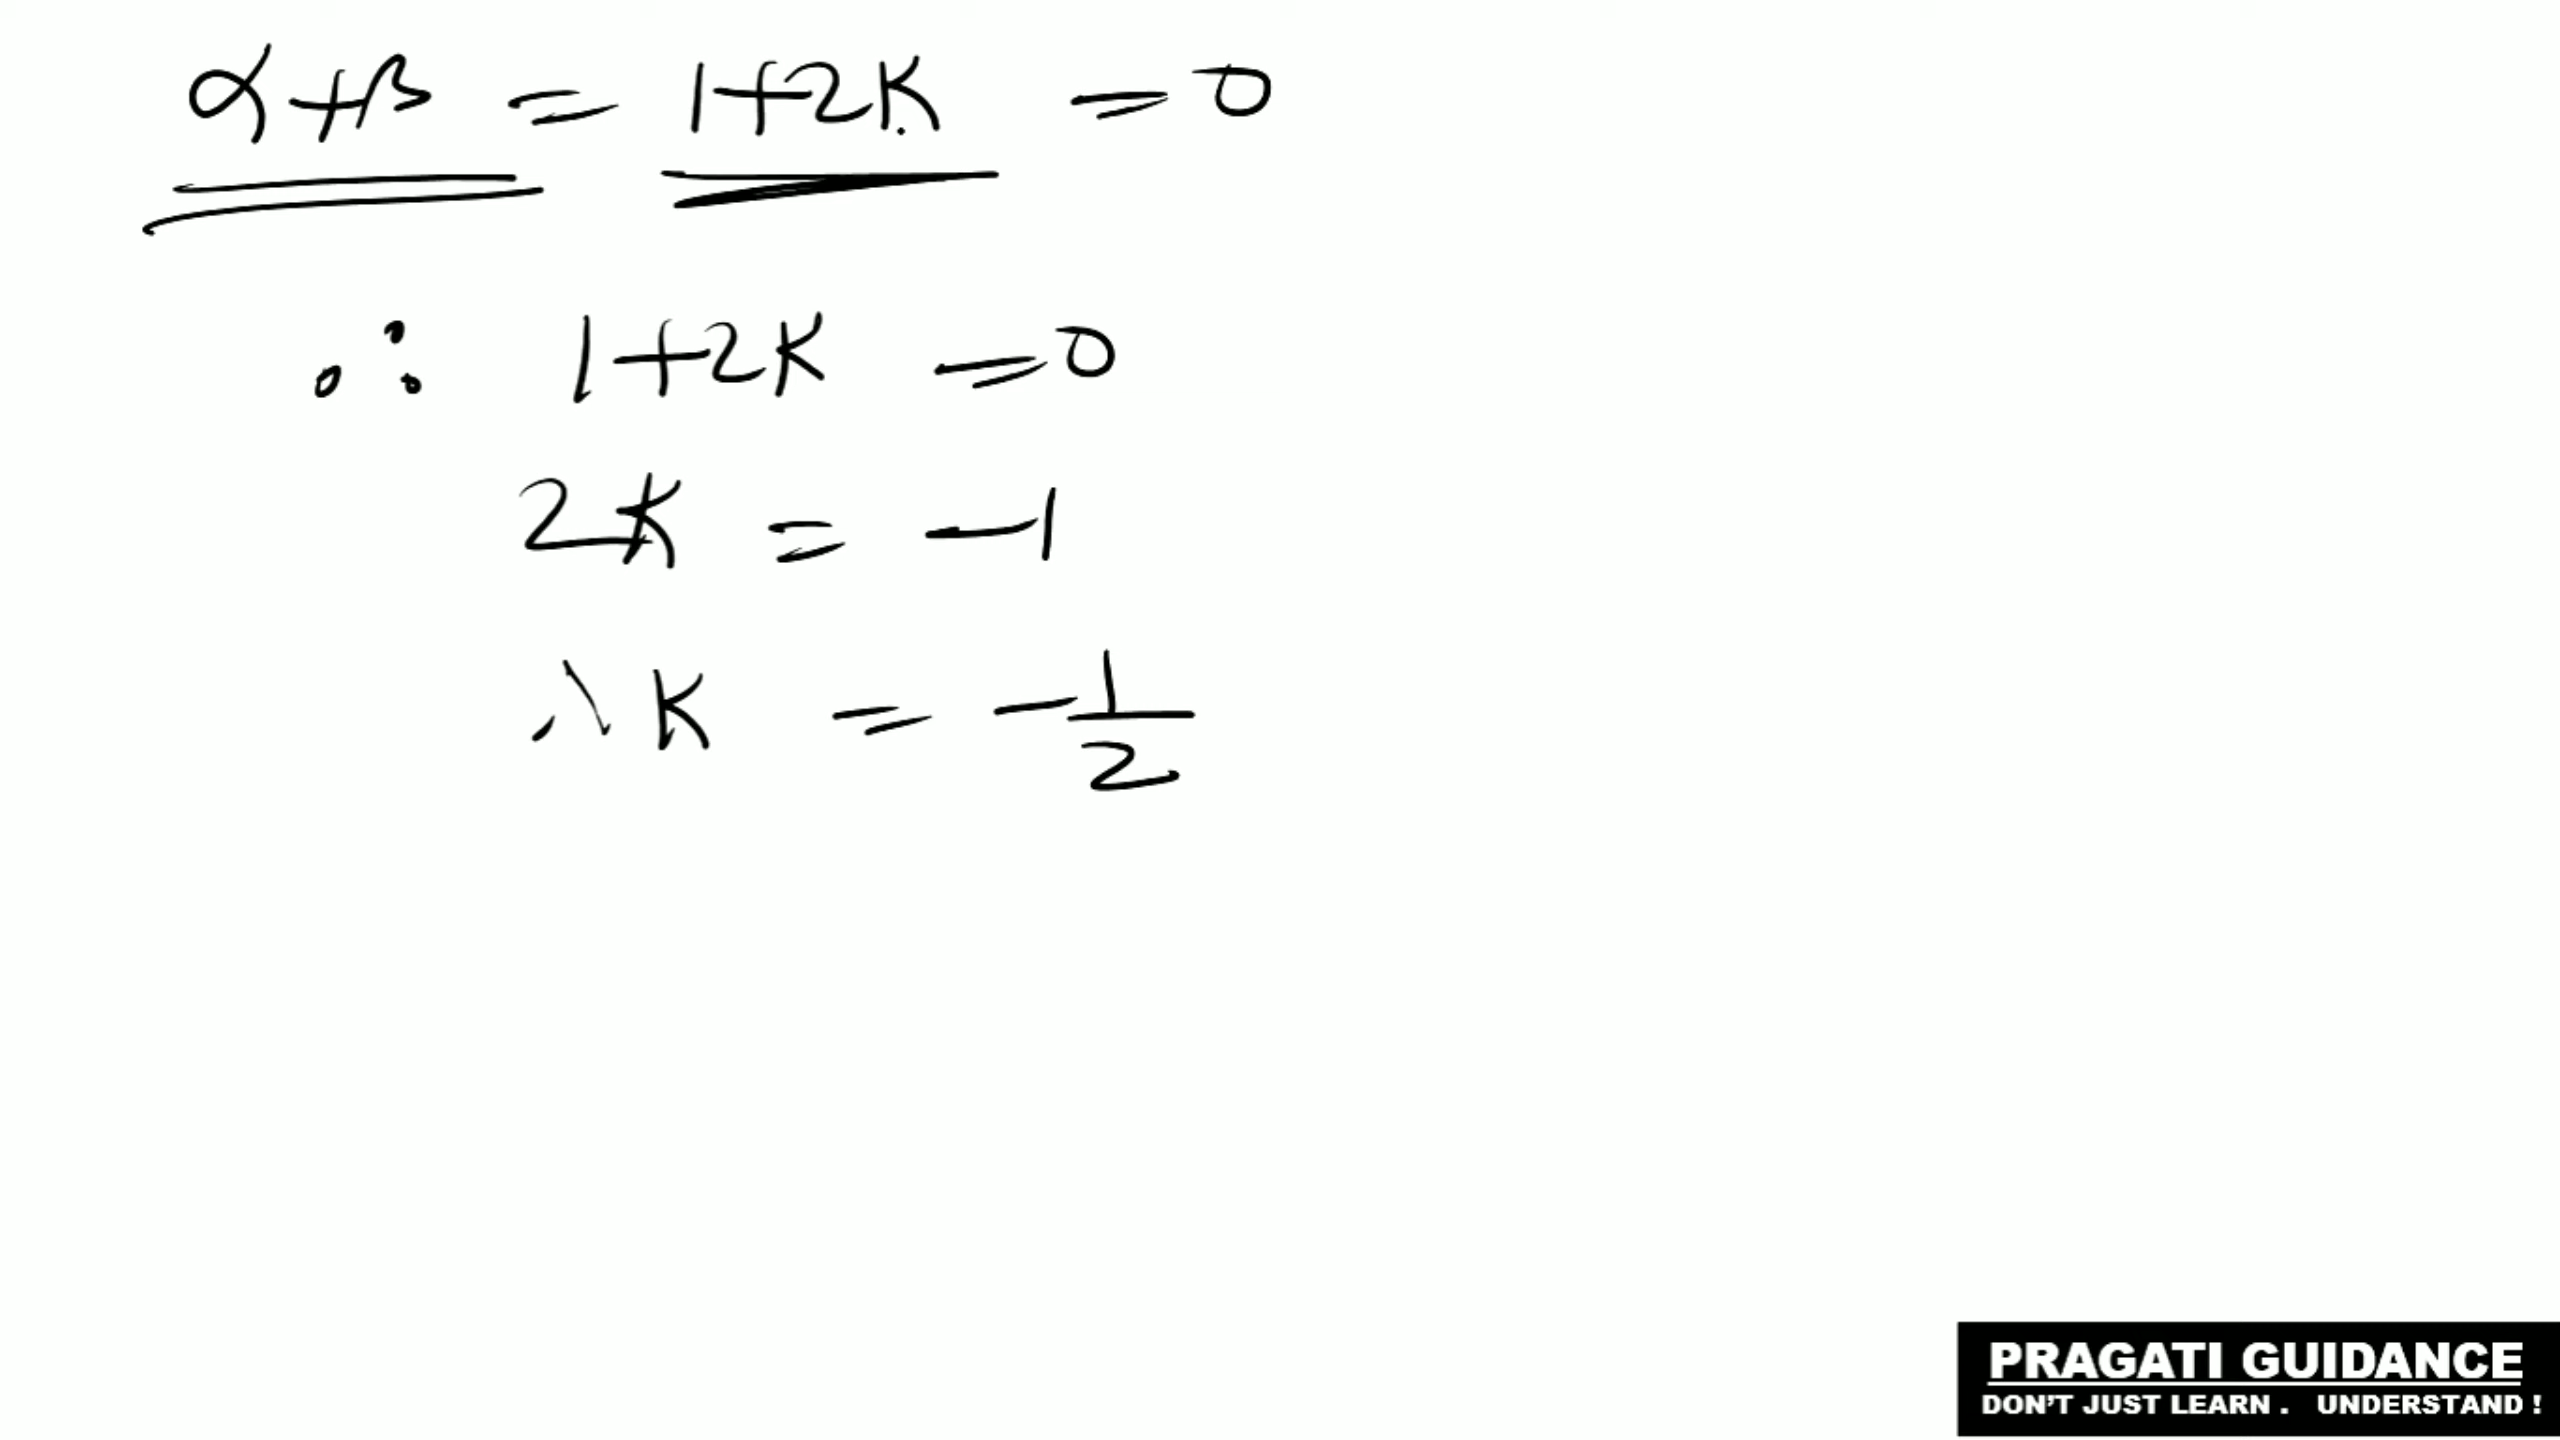 α+β = 1+2K = 0
∴ 1+2K = 0
2K = -1
∴ K = -1/2
PRAGATI GUIDANCE
DON'T JUST LEARN . UNDERSTAND !